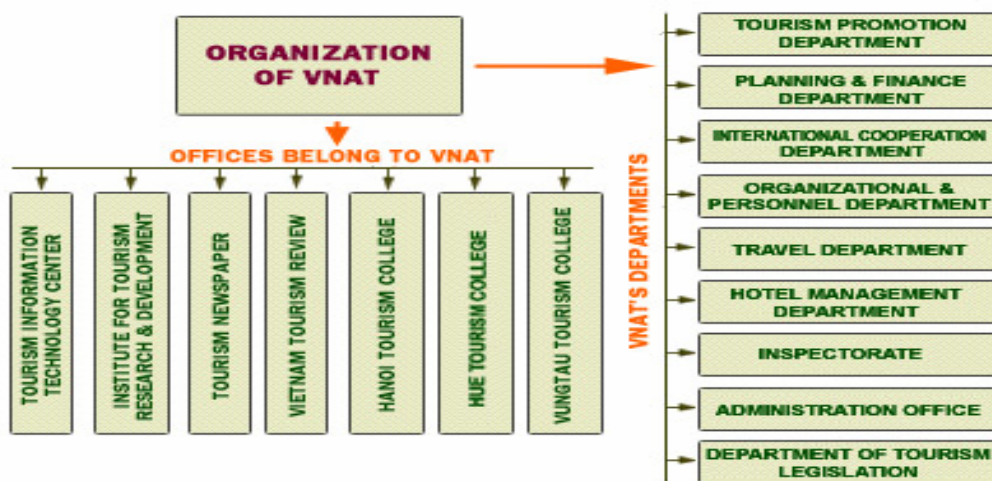 ORGANIZATION
OF VNAT
OFFICES BELONG TO VNAT
TOURISM INFORMATION
TECHNOLOGY CENTER
INSTITUTE FOR TOURISM
RESEARCH & DEVELOPMENT
TOURISM NEWSPAPER
VIETNAM TOURISM REVIEW
HANOI TOURISM COLLEGE
HUE TOURISM COLLEGE
VUNGTAU TOURISM COLLEGE
VNAT'S DEPARTMENTS
TOURISM PROMOTION
DEPARTMENT
PLANNING & FINANCE
DEPARTMENT
INTERNATIONAL COOPERATION
DEPARTMENT
ORGANIZATIONAL &
PERSONNEL DEPARTMENT
TRAVEL DEPARTMENT
HOTEL MANAGEMENT
DEPARTMENT
INSPECTORATE
ADMINISTRATION OFFICE
DEPARTMENT OF TOURISM
LEGISLATION